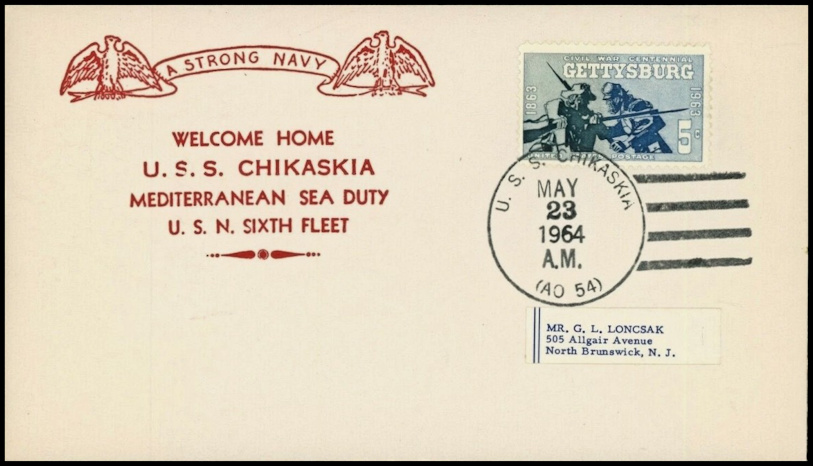 A STRONG NAVY
WELCOME HOME
U. S. S. CHIKASKIA
MEDITERRANEAN SEA DUTY
U. S. N. SIXTH FLEET
CIVIL WAR CENTENNIAL
GETTYSBURG
1863
1963
5¢
POSTAGE
U. S. S. CHIKASKIA
MAY
23
1964
A.M.
(AO 54)
MR. G. L. LONCSAK
505 Allgair Avenue
North Brunswick, N. J.